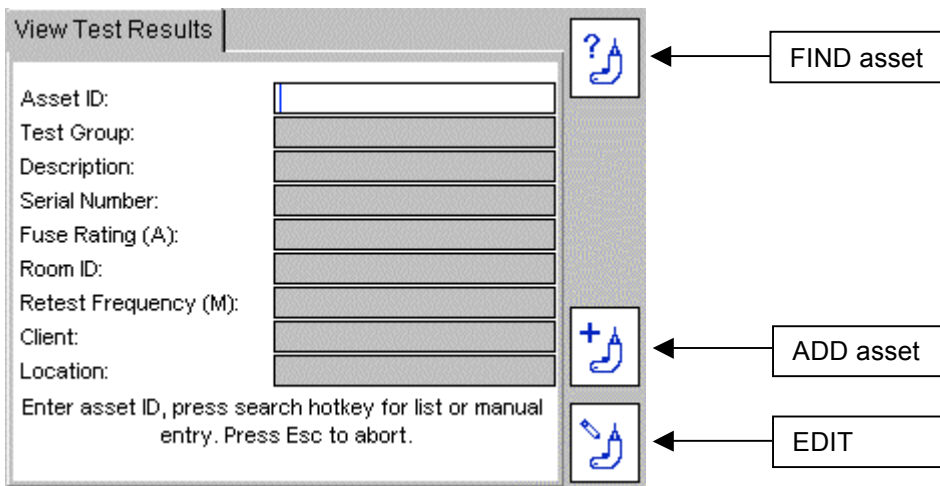 View Test Results
FIND asset
Asset ID:
Test Group:
Description:
Serial Number:
Fuse Rating (A):
Room ID:
Retest Frequency (M):
Client:
ADD asset
Location:
Enter asset ID, press search hotkey for list or manual
entry. Press Esc to abort.
EDIT